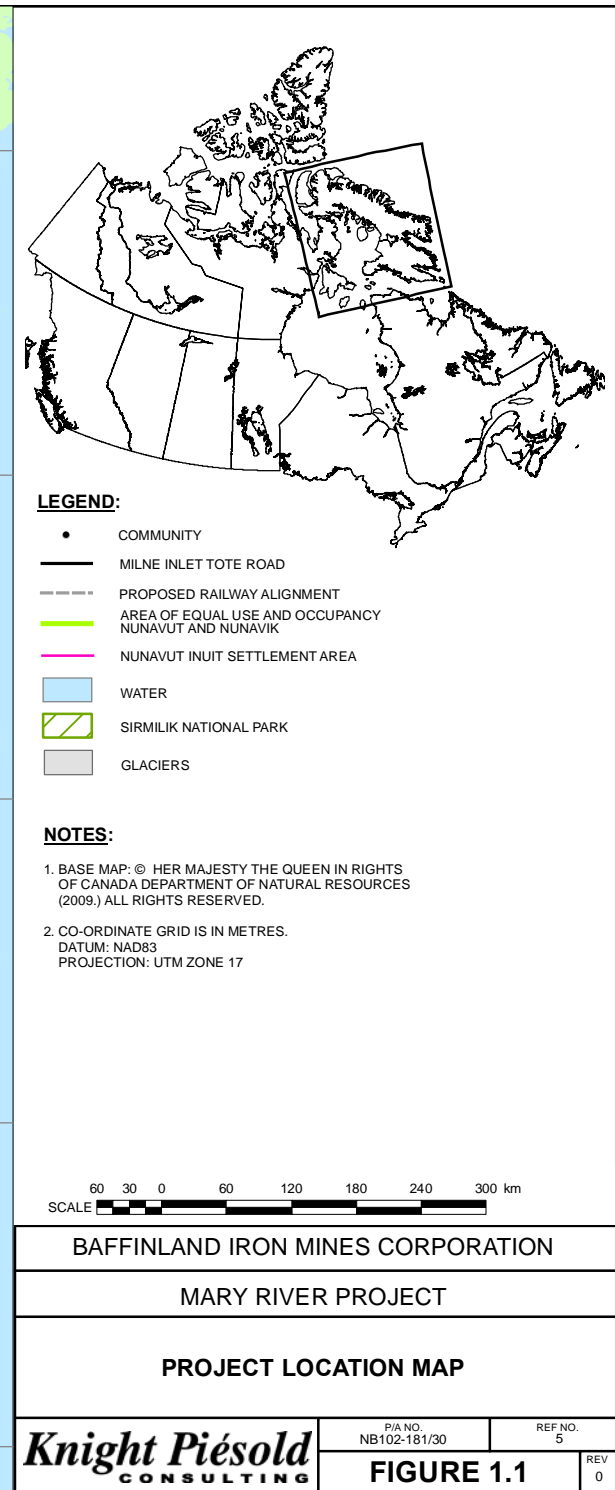 LEGEND:
COMMUNITY
MILNE INLET TOTE ROAD
PROPOSED RAILWAY ALIGNMENT
AREA OF EQUAL USE AND OCCUPANCY
NUNAVUT AND NUNAVIK
NUNAVUT INUIT SETTLEMENT AREA
WATER
SIRMILIK NATIONAL PARK
GLACIERS
NOTES:
1. BASE MAP: © HER MAJESTY THE QUEEN IN RIGHTS
OF CANADA DEPARTMENT OF NATURAL RESOURCES
(2009.) ALL RIGHTS RESERVED.
2. CO-ORDINATE GRID IS IN METRES.
DATUM: NAD83
PROJECTION: UTM ZONE 17
60 30 0 60 120 180 240 300 km
SCALE
BAFFINLAND IRON MINES CORPORATION
MARY RIVER PROJECT
PROJECT LOCATION MAP
Knight Piésold
CONSULTING
P/A NO.
NB102-181/30
REF NO.
5
FIGURE 1.1
REV
0